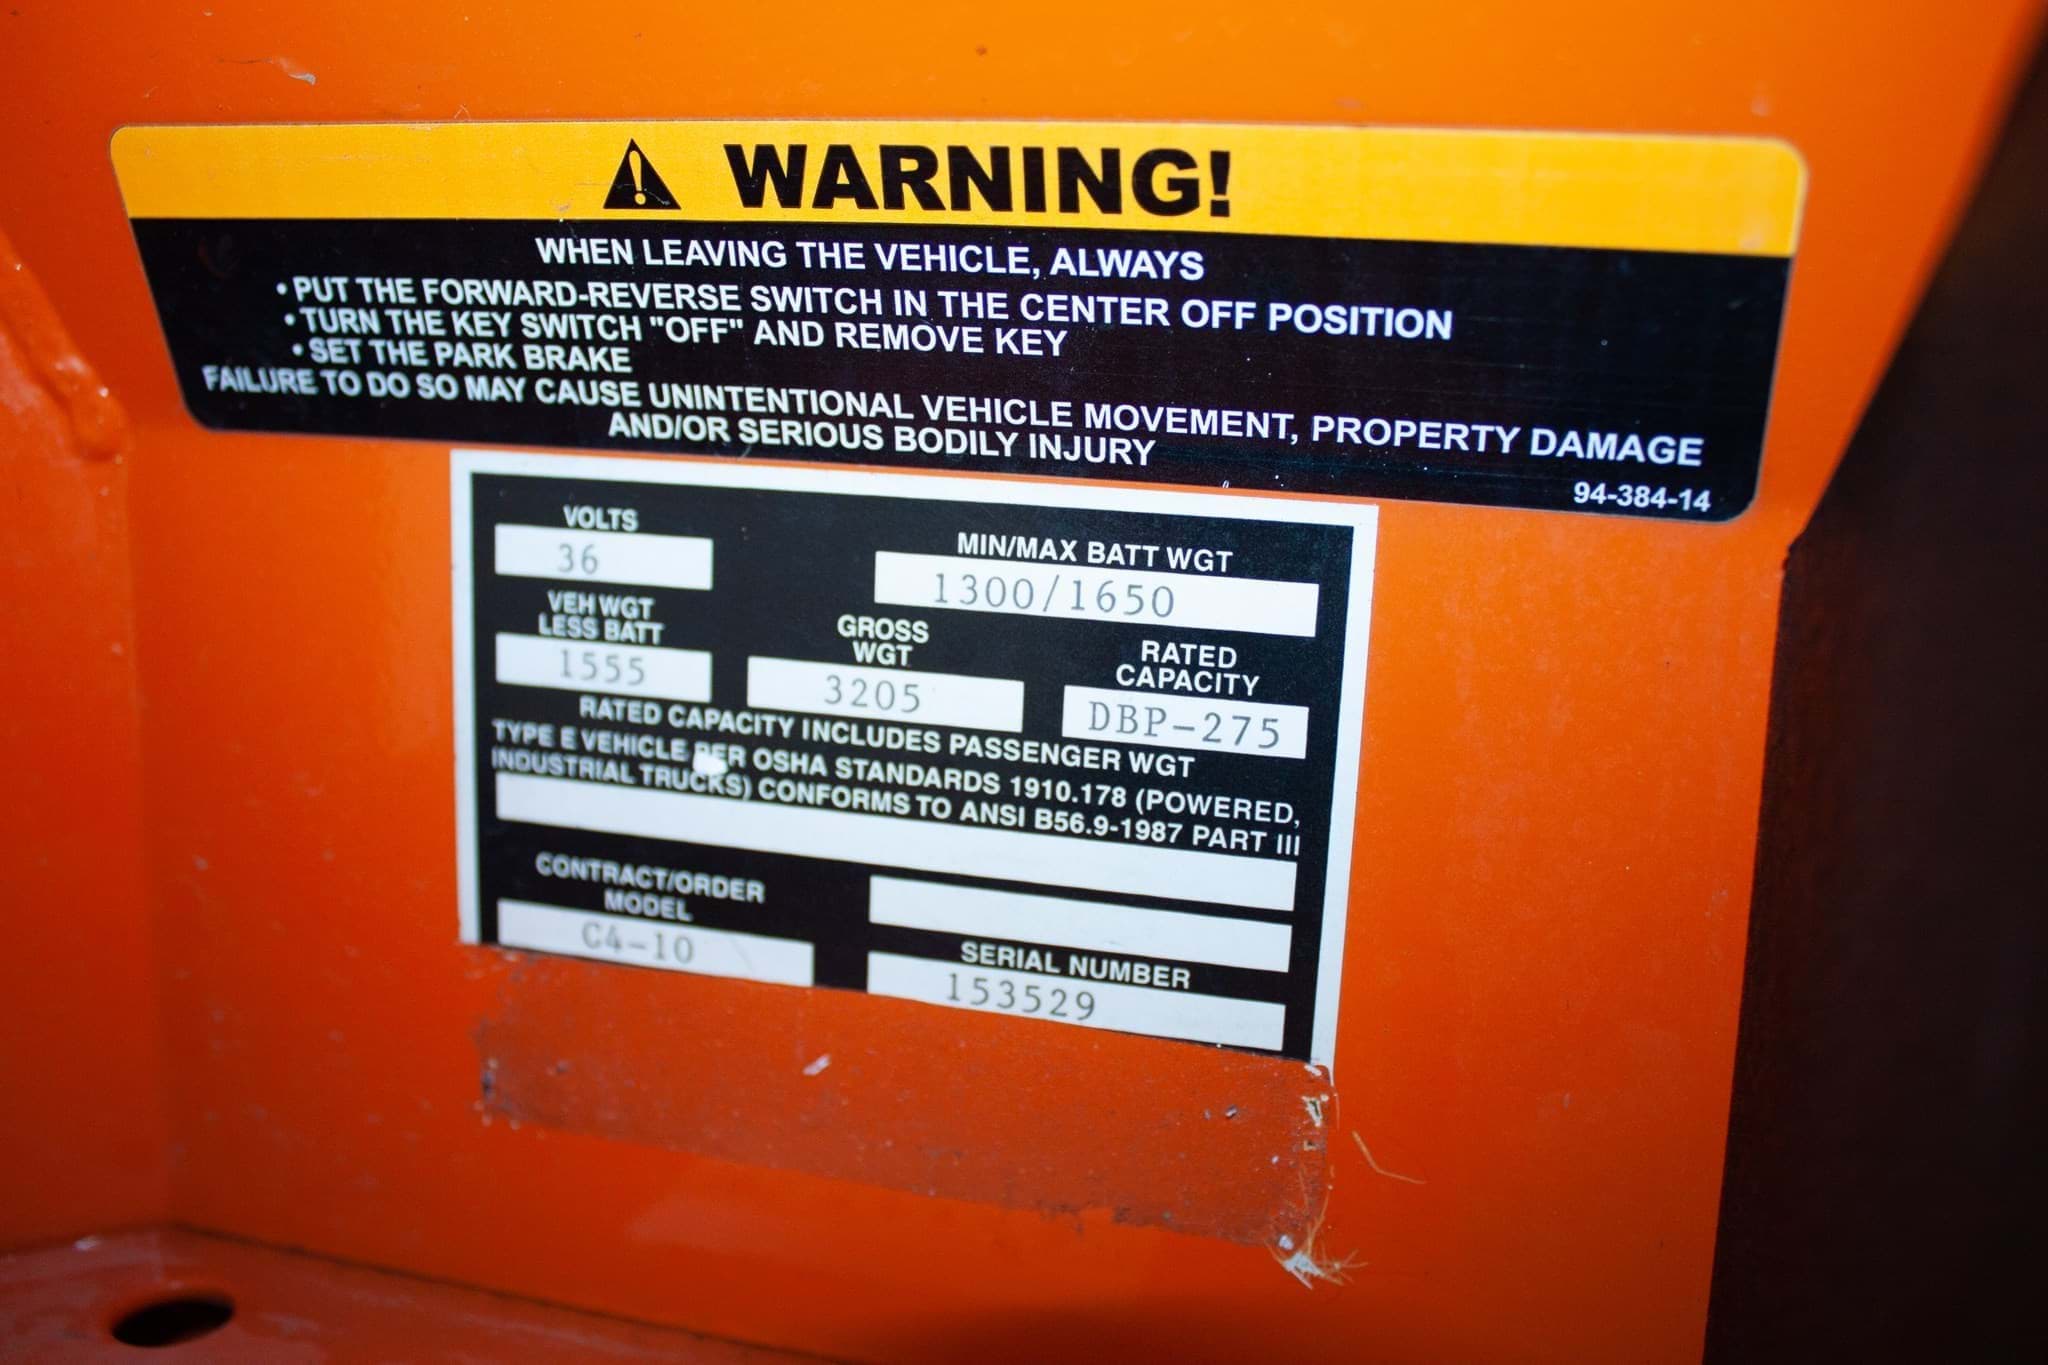 WARNING!
WHEN LEAVING THE VEHICLE, ALWAYS
• PUT THE FORWARD-REVERSE SWITCH IN THE CENTER OFF POSITION
• TURN THE KEY SWITCH "OFF" AND REMOVE KEY
• SET THE PARK BRAKE
FAILURE TO DO SO MAY CAUSE UNINTENTIONAL VEHICLE MOVEMENT, PROPERTY DAMAGE
AND/OR SERIOUS BODILY INJURY
94-384-14
VOLTS
36
MIN/MAX BATT WGT
1300/1650
VEH WGT
LESS BATT
1555
GROSS
WGT
3205
RATED
CAPACITY
DBP-275
RATED CAPACITY INCLUDES PASSENGER WGT
TYPE E VEHICLE PER OSHA STANDARDS 1910.178 (POWERED,
INDUSTRIAL TRUCKS) CONFORMS TO ANSI B56.9-1987 PART III
CONTRACT/ORDER
MODEL
C4-10
SERIAL NUMBER
153529